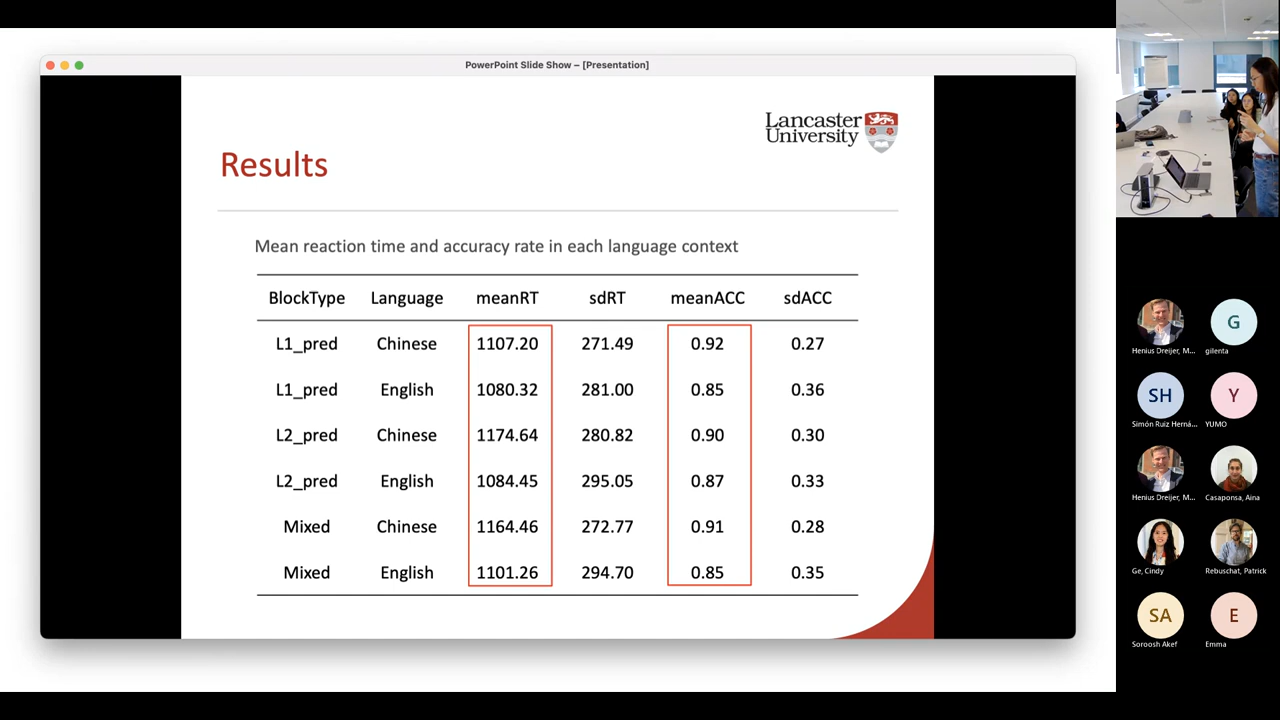 PowerPoint Slide Show – [Presentation]
Lancaster
University
Results
Mean reaction time and accuracy rate in each language context
BlockType Language meanRT sdRT meanACC sdACC
L1_pred Chinese 1107.20 271.49 0.92 0.27
L1_pred English 1080.32 281.00 0.85 0.36
L2_pred Chinese 1174.64 280.82 0.90 0.30
L2_pred English 1084.45 295.05 0.87 0.33
Mixed Chinese 1164.46 272.77 0.91 0.28
Mixed English 1101.26 294.70 0.85 0.35
G
Henius Dreijer, M... gilenta
SH Y
Simón Ruiz Herná... YUMO
Henius Dreijer, M... Casaponsa, Aina
Ge, Cindy Rebuschat, Patrick
SA E
Soroosh Akef Emma